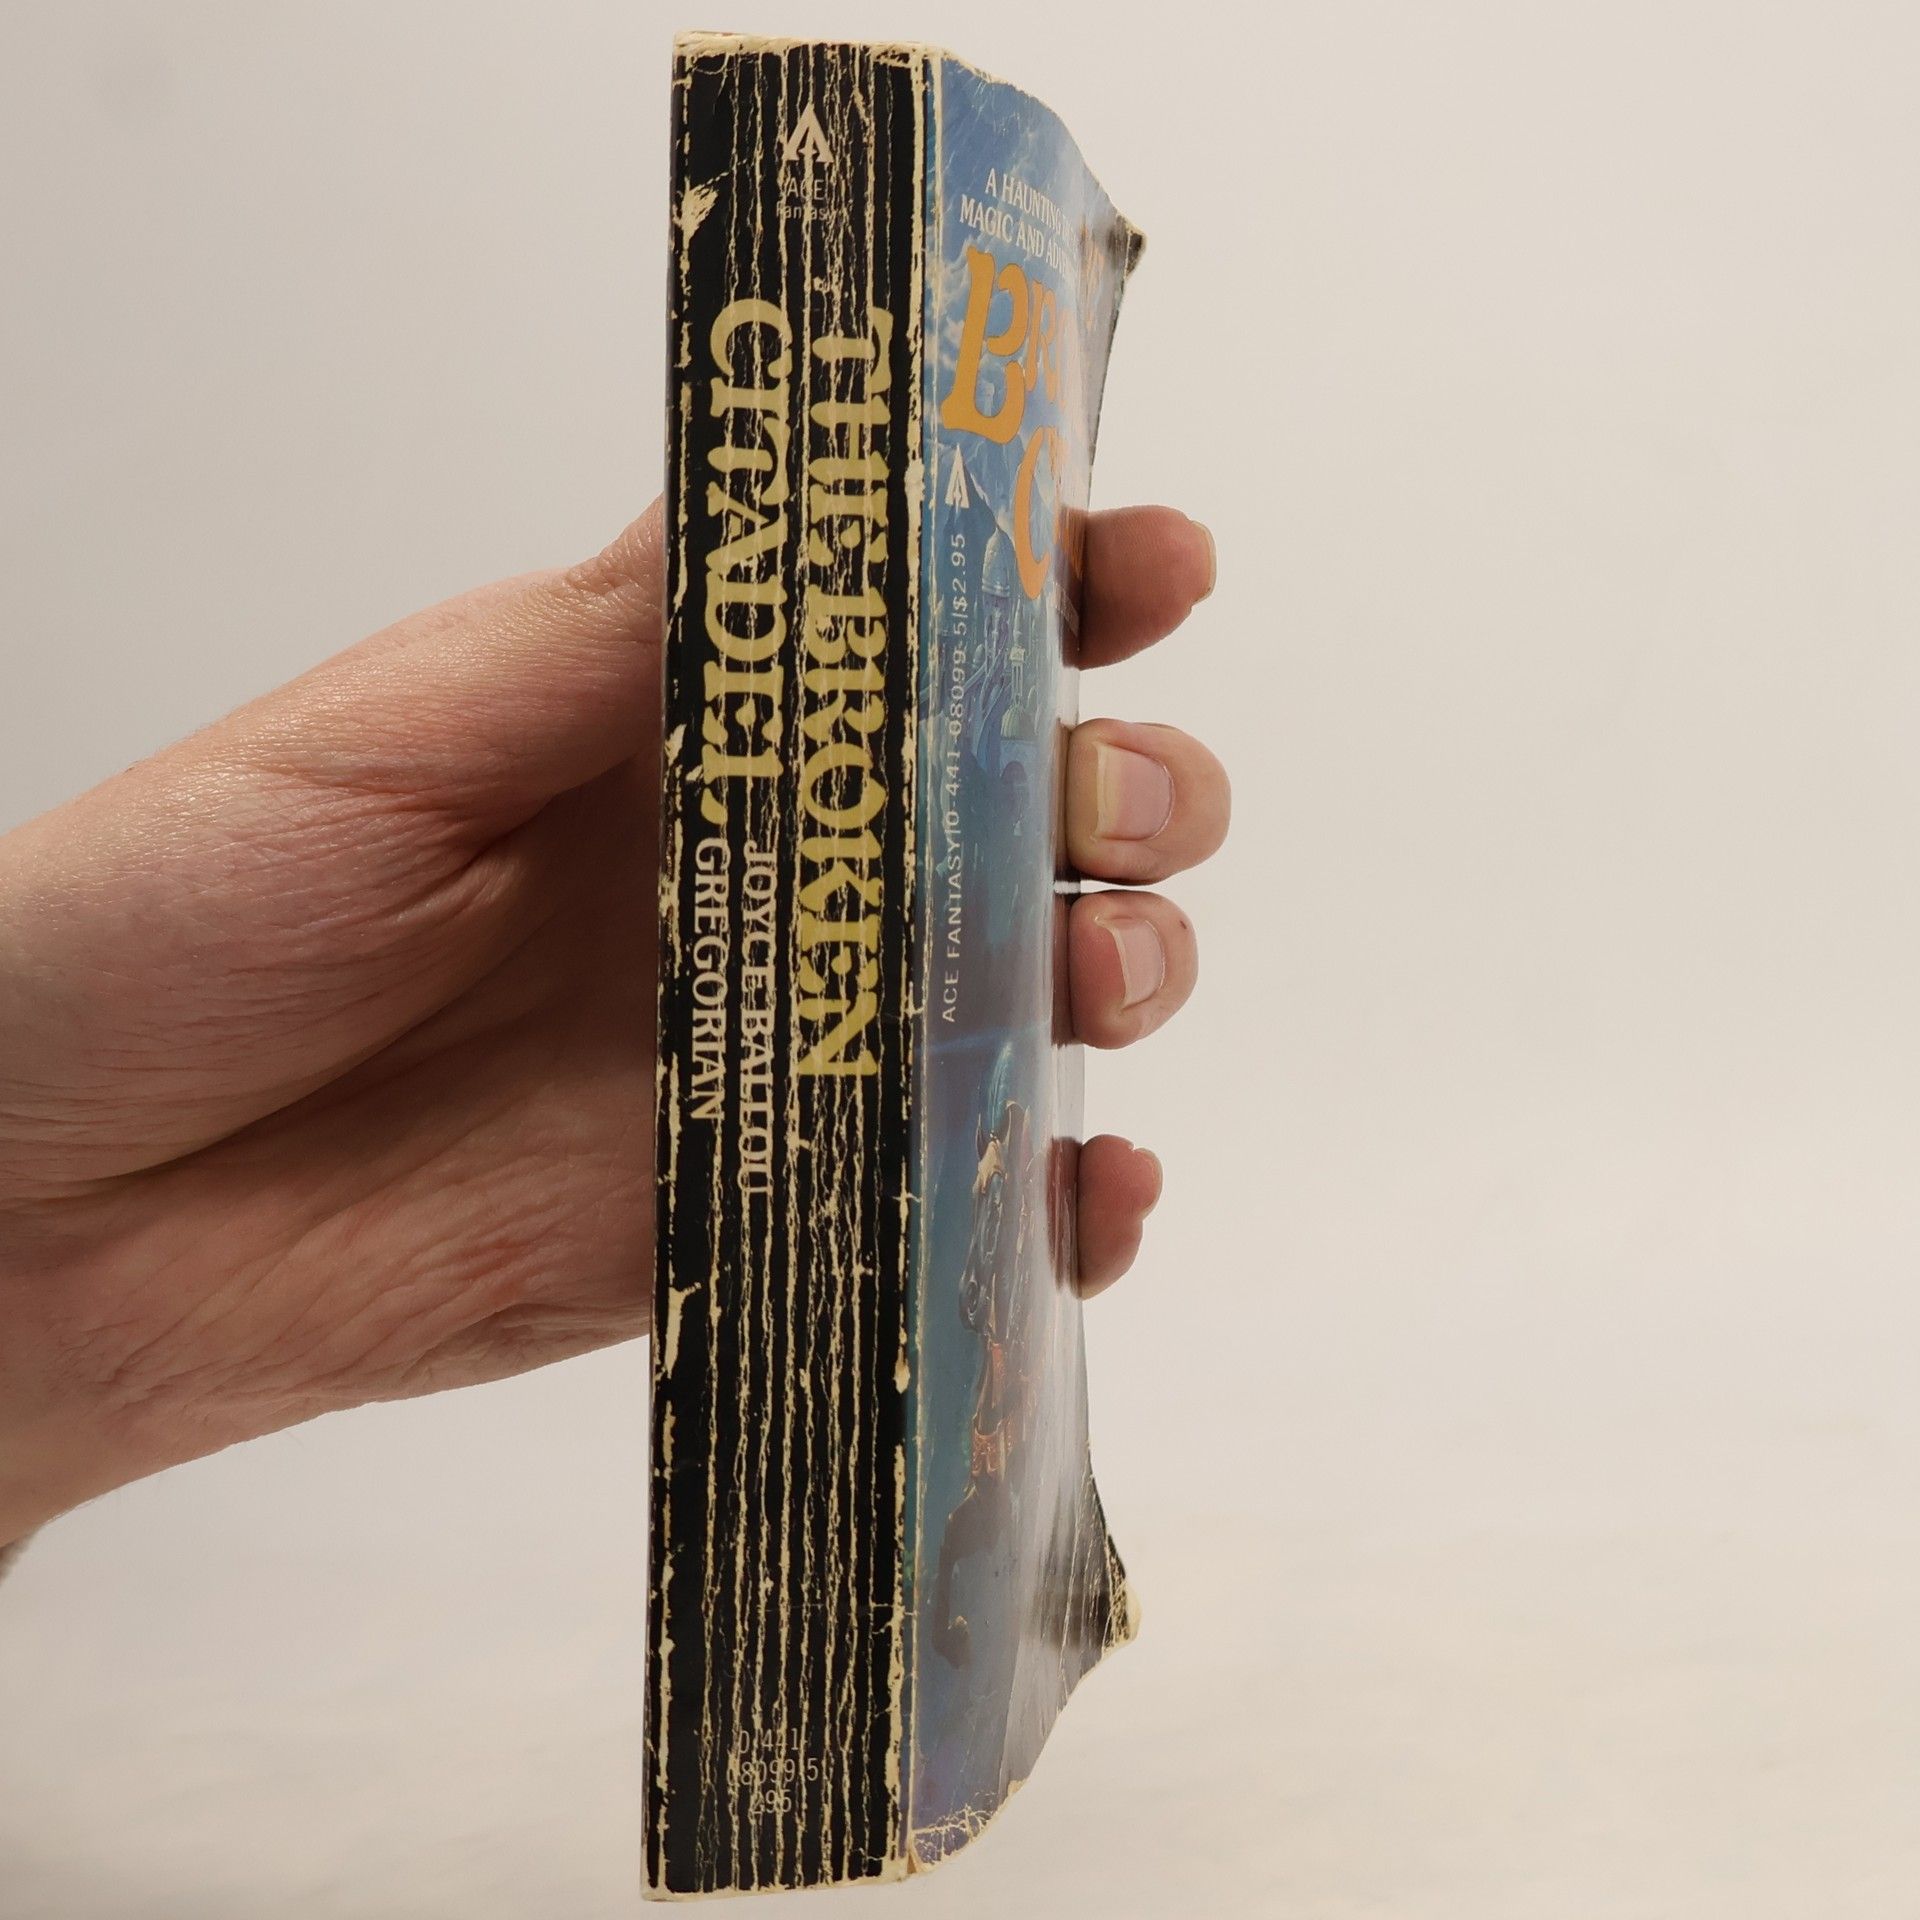 ACE
Fantasy
THE BROKEN
CITADEL
JOYCE BALLOU
GREGORIAN
0-441-
08099-5
295
A HAUNTING
MAGIC AND
BRO
C
ACE FANTASY|0-441-08099-5|$2.95